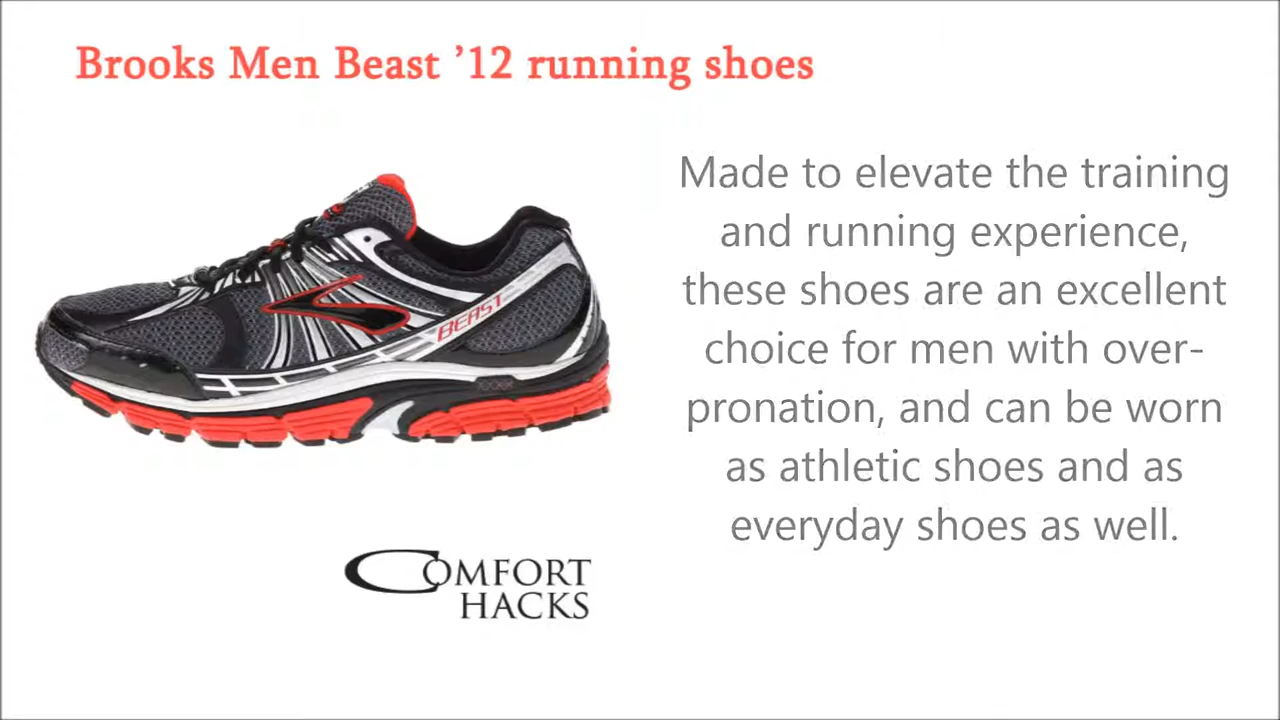 Brooks Men Beast ’12 running shoes
Made to elevate the training
and running experience,
these shoes are an excellent
choice for men with over-
pronation, and can be worn
as athletic shoes and as
everyday shoes as well.
BEAST
COMFORT
HACKS